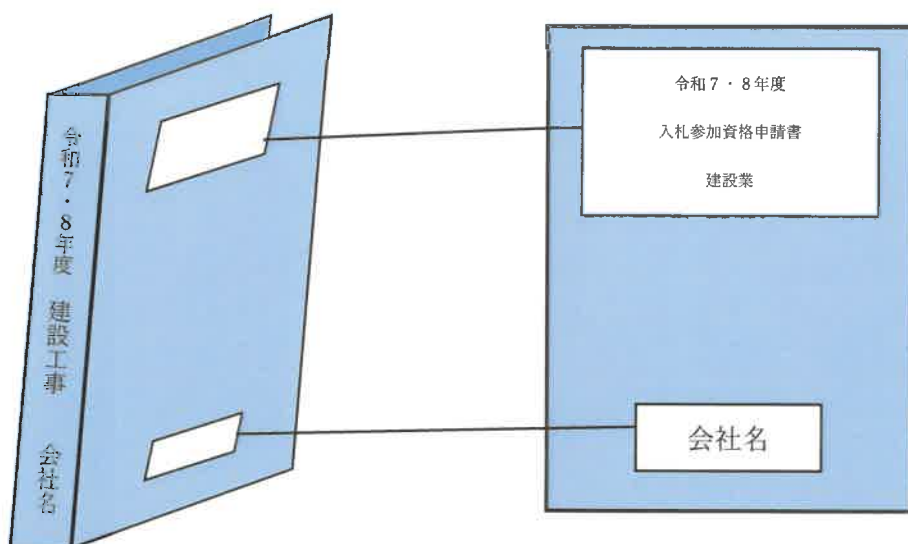 令和7・8年度　建設工事　会社名
令和7・8年度
入札参加資格申請書
建設業
会社名